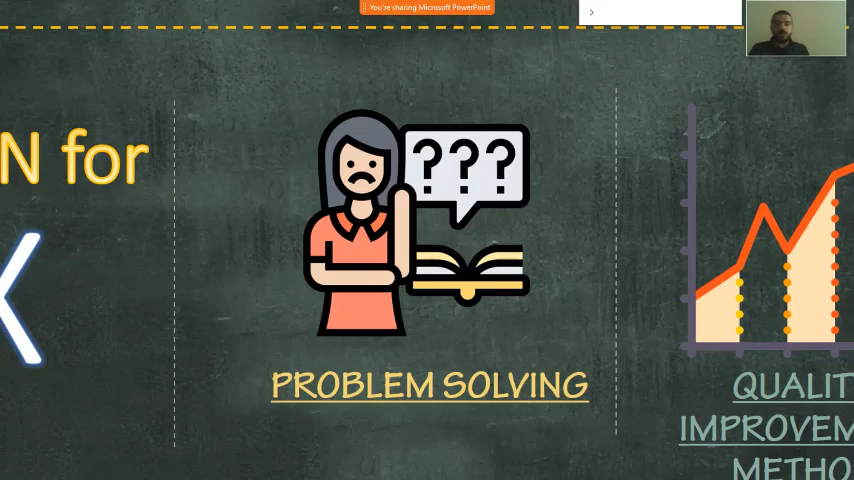 You're sharing Microsoft PowerPoint
N for
???
PROBLEM SOLVING
QUALIT
IMPROVEM
METHO